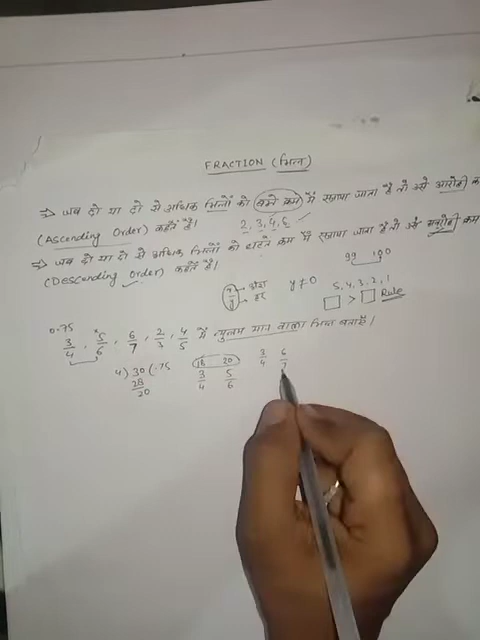 FRACTION (भिन्न)
=> जब दो या दो से अधिक भिन्नों को बढ़ते क्रम में रखा जाता है तो उसे आरोही क्र
(Ascending Order) कहते हैं।
2, 3, 4, 6
=> जब दो या दो से अधिक भिन्नों को घटते क्रम में रखा जाता है तो उसे अवरोही क्रम
(Descending Order) कहते हैं।
99 100
x/y y ≠ 0
हर
5, 4, 3, 2, 1
□ > □ Rule
0.75
3/4, 5/6, 6/7, 2/3, 4/5 में न्यूनतम मान वाला भिन्न बताइये।
4) 30 (.75
28
20
18 20
3/4 5/6
3/4 6/7